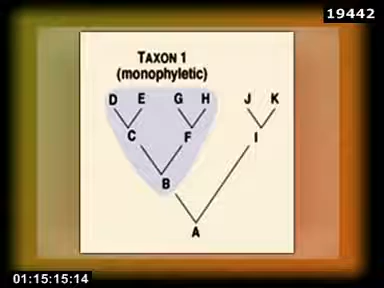 19442
TAXON 1
(monophyletic)
D E G H J K
C F I
B
A
01:15:15:14